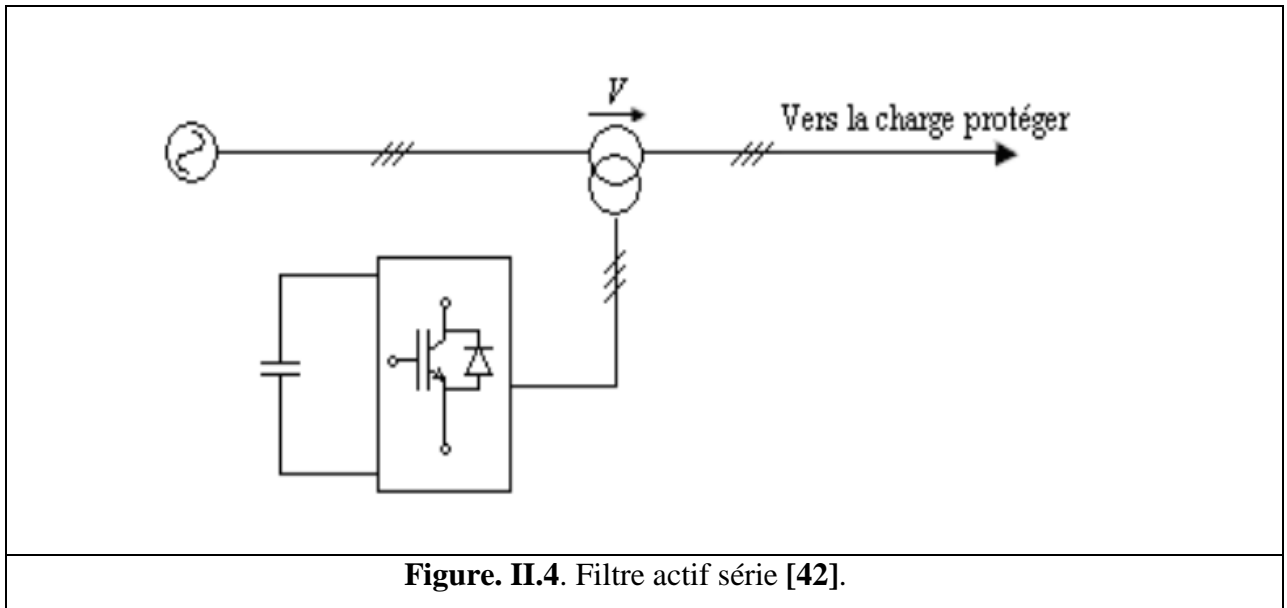 V
Vers la charge protéger
Figure. II.4. Filtre actif série [42].